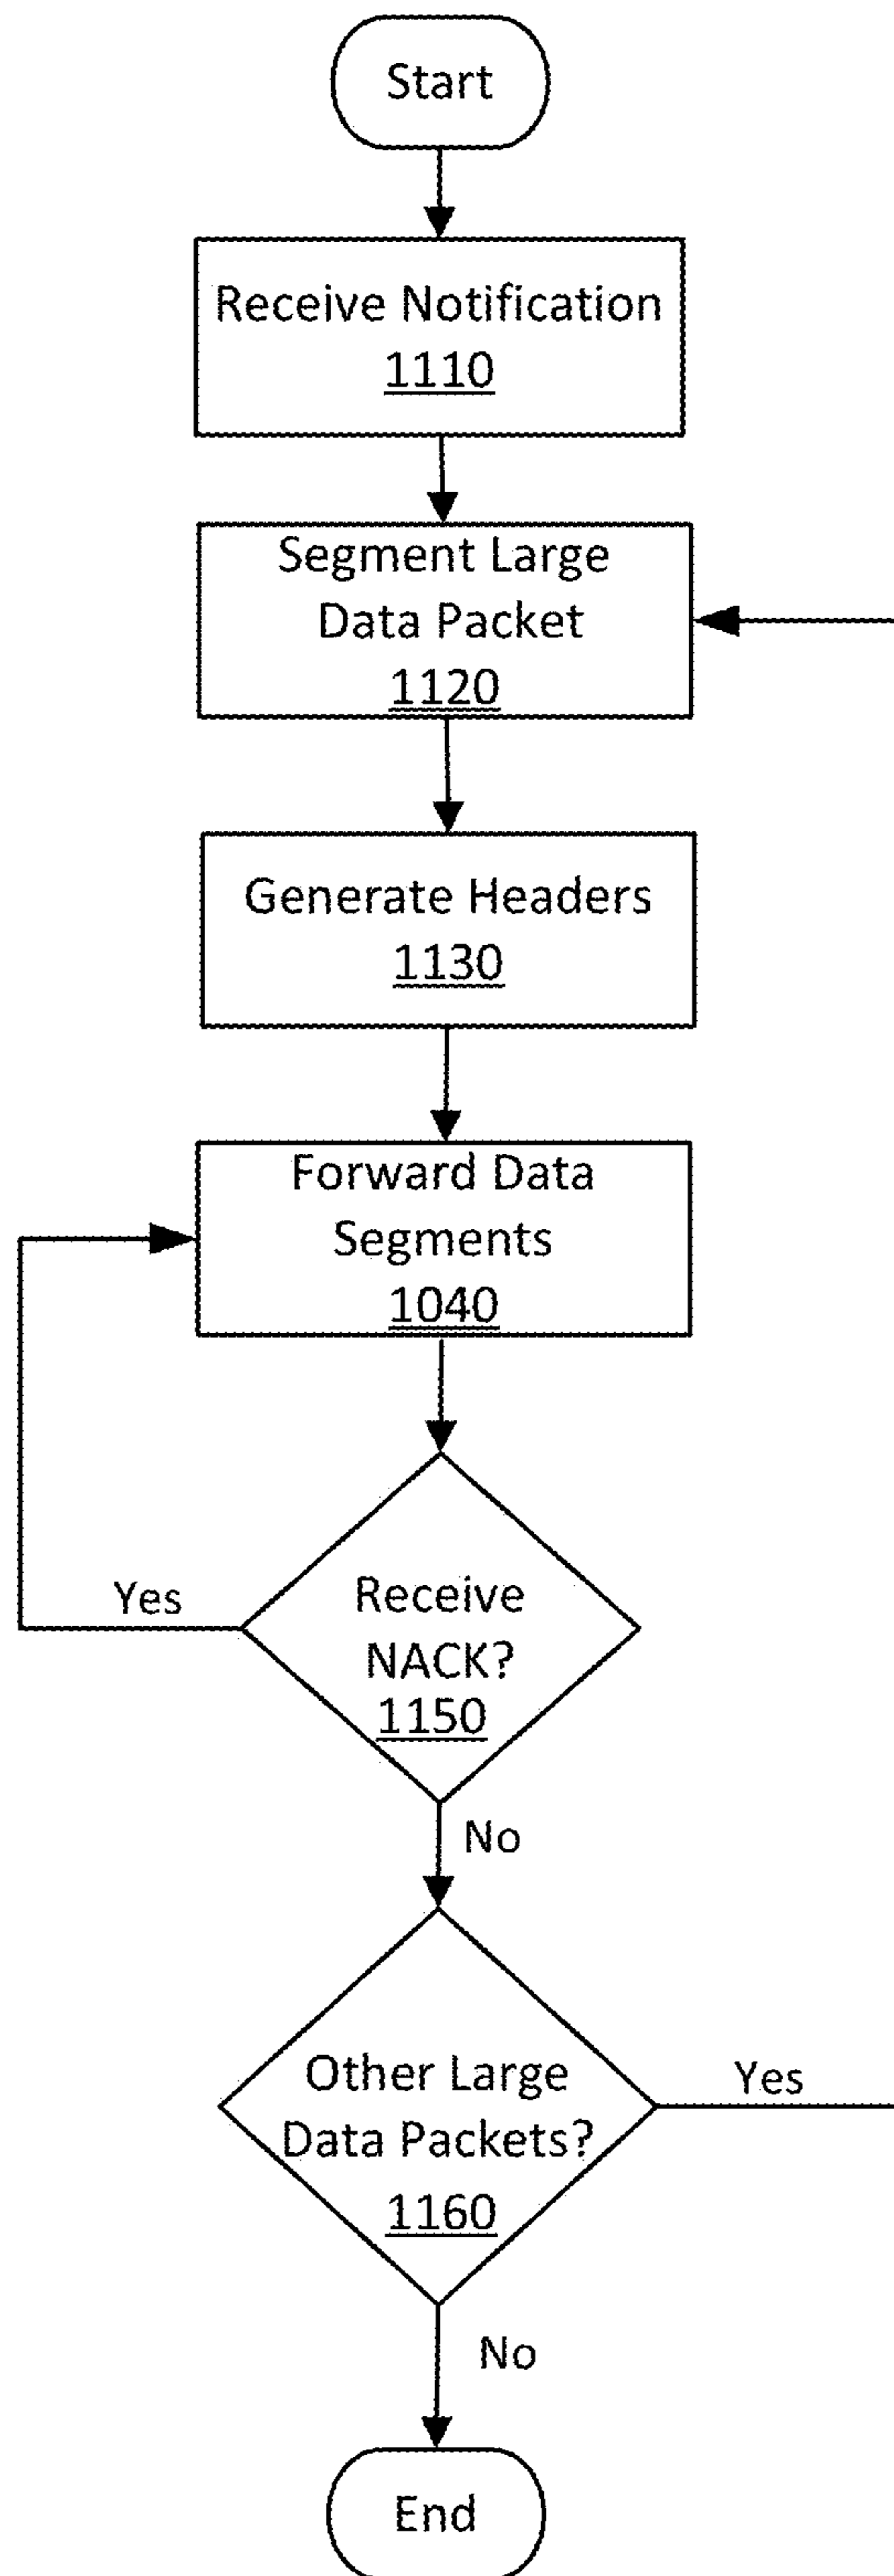 Start
Receive Notification
1110
Segment Large
Data Packet
1120
Generate Headers
1130
Forward Data
Segments
1040
Yes
Receive
NACK?
1150
No
Other Large
Data Packets?
1160
Yes
No
End